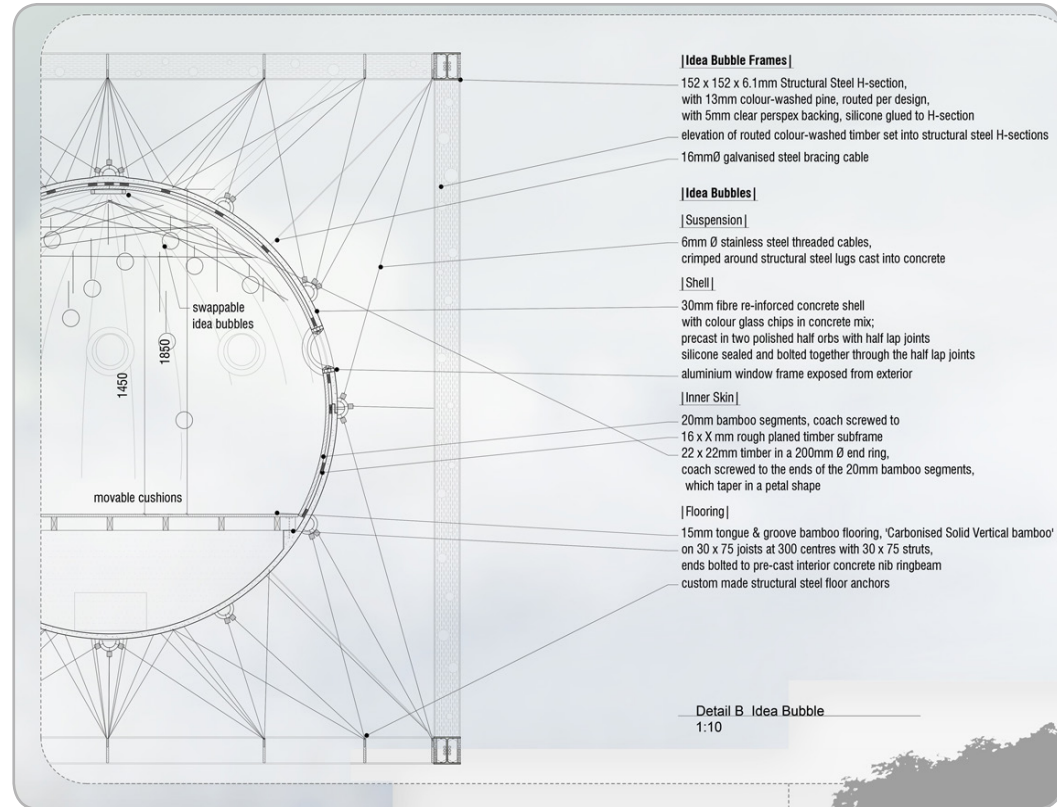 |Idea Bubble Frames|
152 x 152 x 6.1mm Structural Steel H-section,
with 13mm colour-washed pine, routed per design,
with 5mm clear perspex backing, silicone glued to H-section
elevation of routed colour-washed timber set into structural steel H-sections
16mmØ galvanised steel bracing cable
|Idea Bubbles|
|Suspension|
6mm Ø stainless steel threaded cables,
crimped around structural steel lugs cast into concrete
|Shell|
30mm fibre re-inforced concrete shell
with colour glass chips in concrete mix;
precast in two polished half orbs with half lap joints
silicone sealed and bolted together through the half lap joints
aluminium window frame exposed from exterior
|Inner Skin|
20mm bamboo segments, coach screwed to
16 x X mm rough planed timber subframe
22 x 22mm timber in a 200mm Ø end ring,
coach screwed to the ends of the 20mm bamboo segments,
which taper in a petal shape
|Flooring|
15mm tongue & groove bamboo flooring, 'Carbonised Solid Vertical bamboo'
on 30 x 75 joists at 300 centres with 30 x 75 struts,
ends bolted to pre-cast interior concrete nib ringbeam
custom made structural steel floor anchors
swappable
idea bubbles
1850
1450
movable cushions
Detail B Idea Bubble
1:10